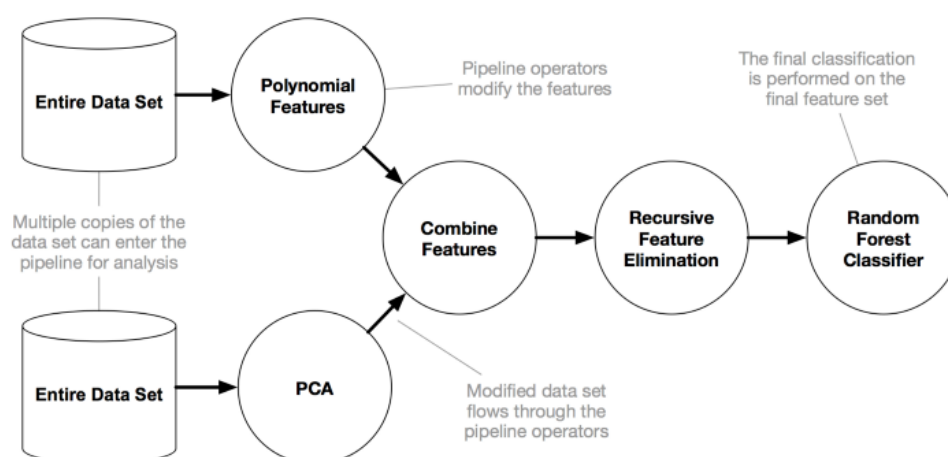 Entire Data Set
Polynomial
Features
Pipeline operators
modify the features
The final classification
is performed on the
final feature set
Multiple copies of the
data set can enter the
pipeline for analysis
Combine
Features
Recursive
Feature
Elimination
Random
Forest
Classifier
Entire Data Set
PCA
Modified data set
flows through the
pipeline operators